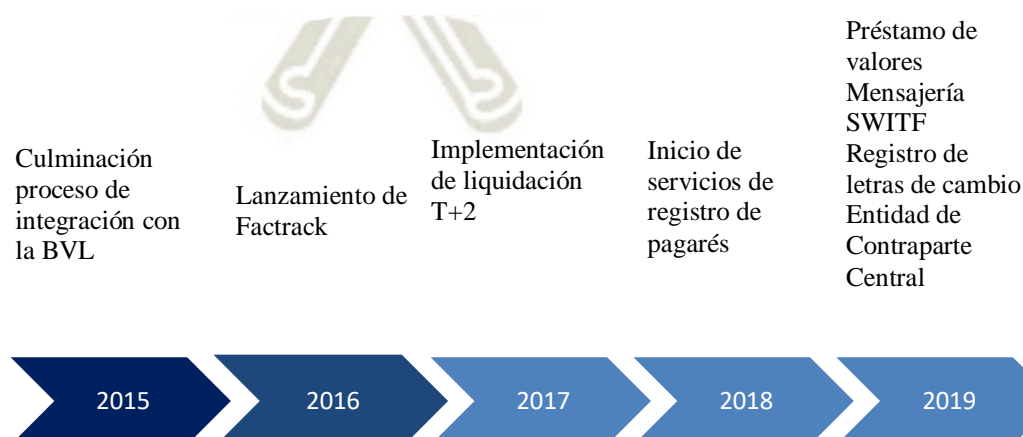 Culminación
proceso de
integración con
la BVL
Lanzamiento de
Factrack
Implementación
de liquidación
T+2
Inicio de
servicios de
registro de
pagarés
Préstamo de
valores
Mensajería
SWITF
Registro de
letras de cambio
Entidad de
Contraparte
Central
2015
2016
2017
2018
2019